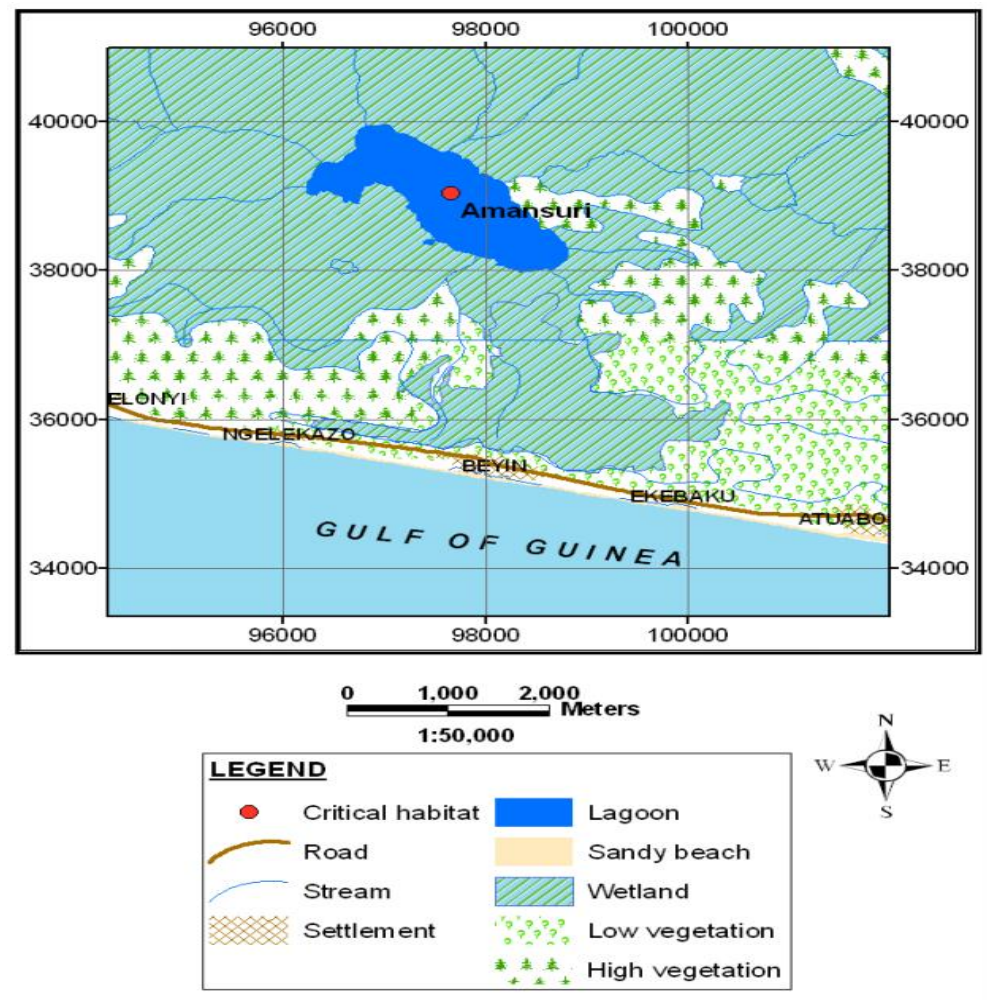 96000 98000 100000
40000 40000
Amansuri
38000 38000
ELONYI
36000 36000
NGELEKAZO
BEYIN
EKEBAKU
ATUABO
GULF OF GUINEA
34000 34000
96000 98000 100000
0 1,000 2,000
Meters
1:50,000
N
W E
S
LEGEND
Critical habitat Lagoon
Road Sandy beach
Stream Wetland
Settlement Low vegetation
High vegetation